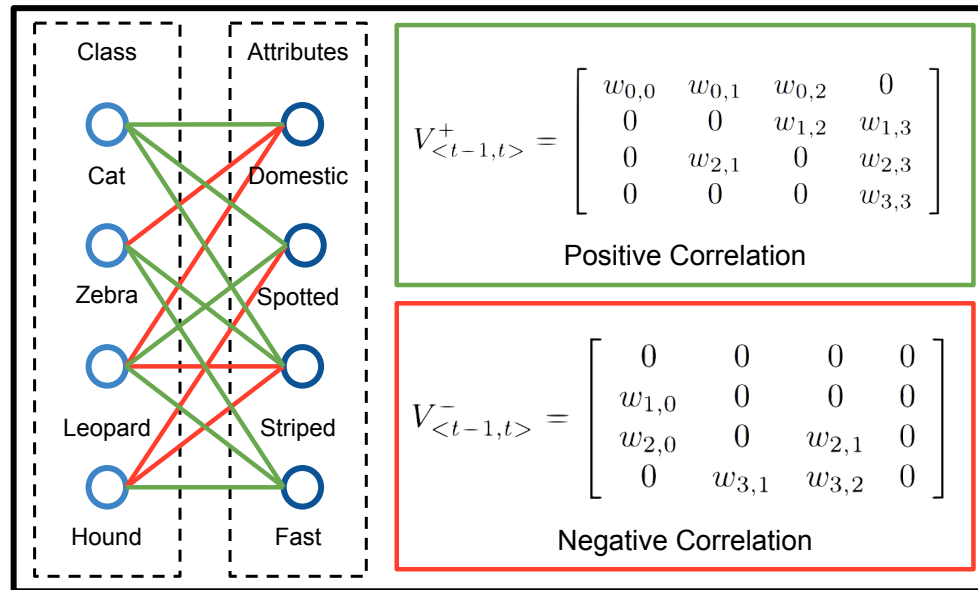 Class
Attributes
Cat
Domestic
Zebra
Spotted
Leopard
Striped
Hound
Fast
V^+_{<t-1,t>} = [
w_{0,0} w_{0,1} w_{0,2} 0
0 0 w_{1,2} w_{1,3}
0 w_{2,1} 0 w_{2,3}
0 0 0 w_{3,3}
]
Positive Correlation
V^-_{<t-1,t>} = [
0 0 0 0
w_{1,0} 0 0 0
w_{2,0} 0 w_{2,1} 0
0 w_{3,1} w_{3,2} 0
]
Negative Correlation